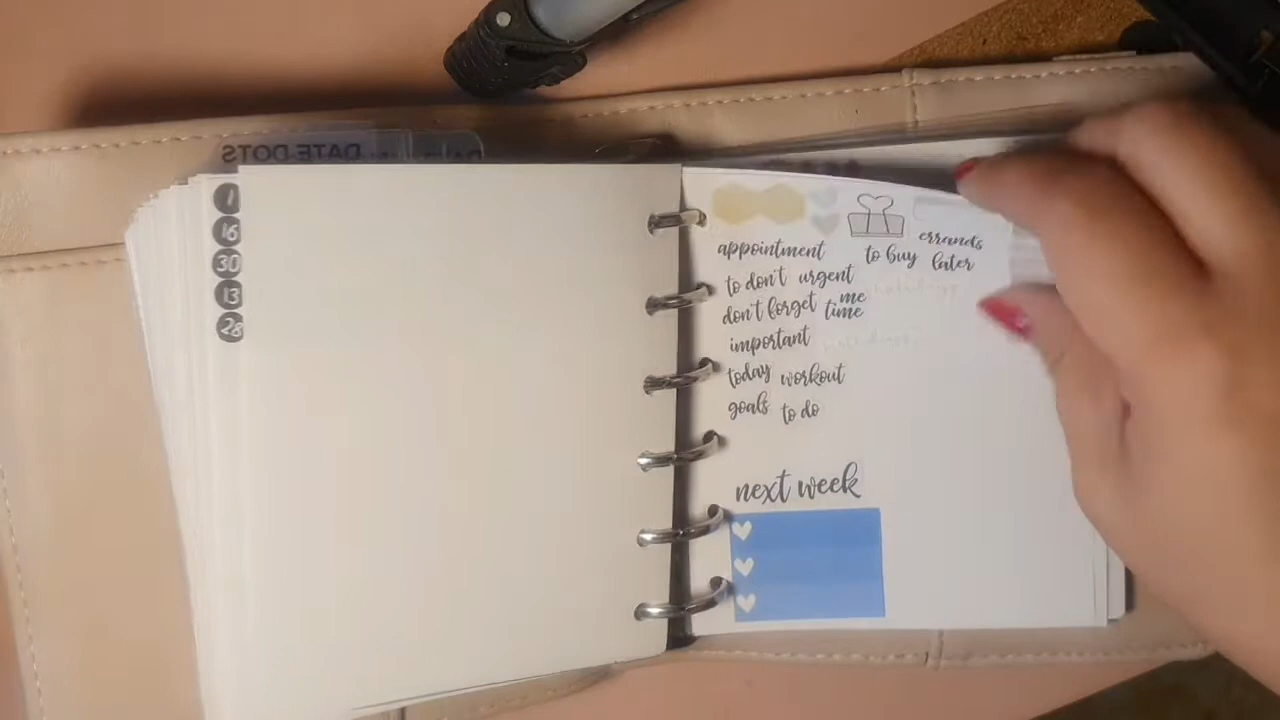 DATE DOTS
1
16
30
13
28
appointment
to buy
errands
later
to don't urgent
don't forget me time
important
today workout
goals to do
next week